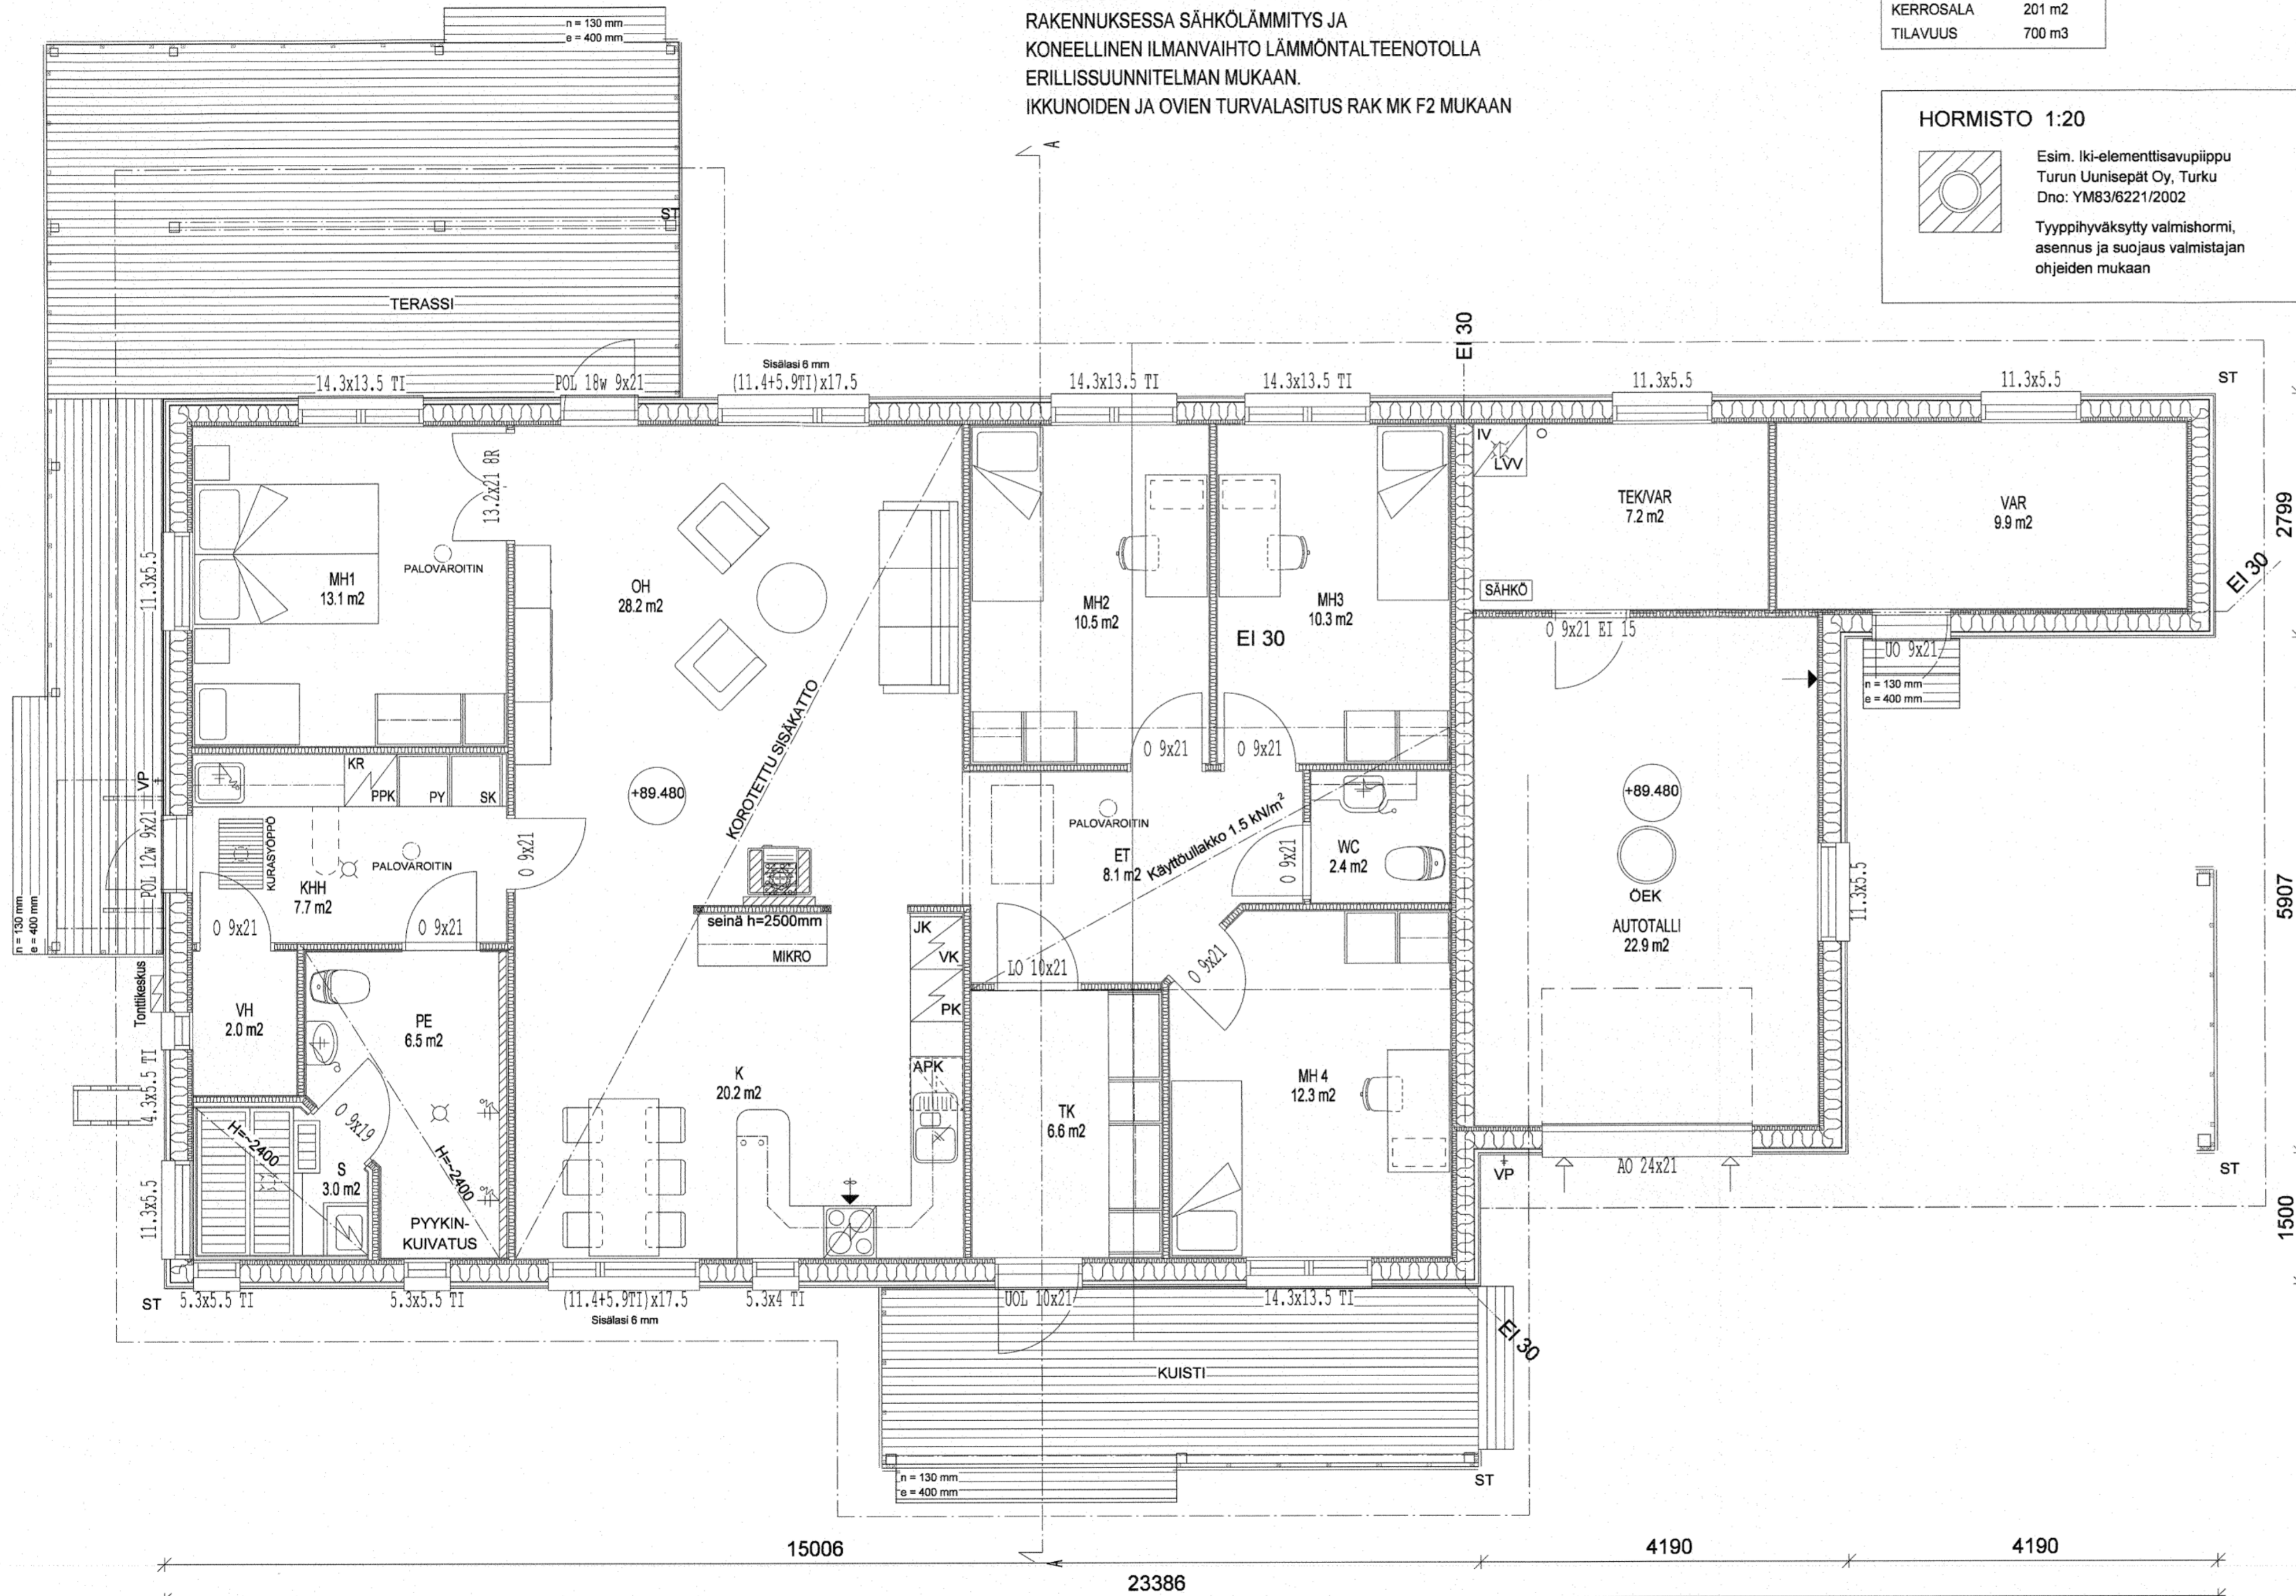 n = 130 mm
e = 400 mm
RAKENNUKSESSA SÄHKÖLÄMMITYS JA
KONEELLINEN ILMANVAIHTO LÄMMÖNTALTEENOTOLLA
ERILLISSUUNNITELMAN MUKAAN.
IKKUNOIDEN JA OVIEN TURVALASITUS RAK MK F2 MUKAAN
KERROSALA 201 m2
TILAVUUS 700 m3
HORMISTO 1:20
Esim. Iki-elementtisavupiippu
Turun Uunisepät Oy, Turku
Dno: YM83/6221/2002
Tyyppihyväksytty valmishormi,
asennus ja suojaus valmistajan
ohjeiden mukaan
A
ST
TERASSI
EI 30
Sisälasi 6 mm
14.3x13.5 TI
POL 18w 9x21
(11.4+5.9TI)x17.5
14.3x13.5 TI
14.3x13.5 TI
11.3x5.5
11.3x5.5
ST
13.2x21 8R
IV
LVV
TEK/VAR
7.2 m2
VAR
9.9 m2
2799
11.3x5.5
PALOVAROITIN
MH1
13.1 m2
OH
28.2 m2
MH2
10.5 m2
MH3
10.3 m2
EI 30
SÄHKÖ
EI 30
O 9x21 EI 15
UO 9x21
n = 130 mm
e = 400 mm
KOROTETTU SISÄKATTO
O 9x21
O 9x21
VP
KR
PPK
PY
SK
+89.480
+89.480
POL 12w 9x21
KURASYÖPPÖ
PALOVAROITIN
O 9x21
PALOVAROITIN
ET
8.1 m2
Käyttöullakko 1.5 kN/m²
O 9x21
WC
2.4 m2
KHH
7.7 m2
ÖEK
AUTOTALLI
22.9 m2
11.3x5.5
5907
n = 130 mm
e = 400 mm
O 9x21
O 9x21
seinä h=2500mm
MIKRO
JK
VK
PK
LO 10x21
O 9x21
Tonttikeskus
VH
2.0 m2
PE
6.5 m2
4.3x5.5 TI
K
20.2 m2
APK
TK
6.6 m2
MH 4
12.3 m2
O 9x19
H=~2400
H=~2400
S
3.0 m2
11.3x5.5
PYYKIN-
KUIVATUS
VP
AO 24x21
ST
1500
ST
5.3x5.5 TI
5.3x5.5 TI
(11.4+5.9TI)x17.5
5.3x4 TI
UOL 10x21
14.3x13.5 TI
Sisälasi 6 mm
EI 30
KUISTI
n = 130 mm
e = 400 mm
ST
15006
A
4190
4190
23386